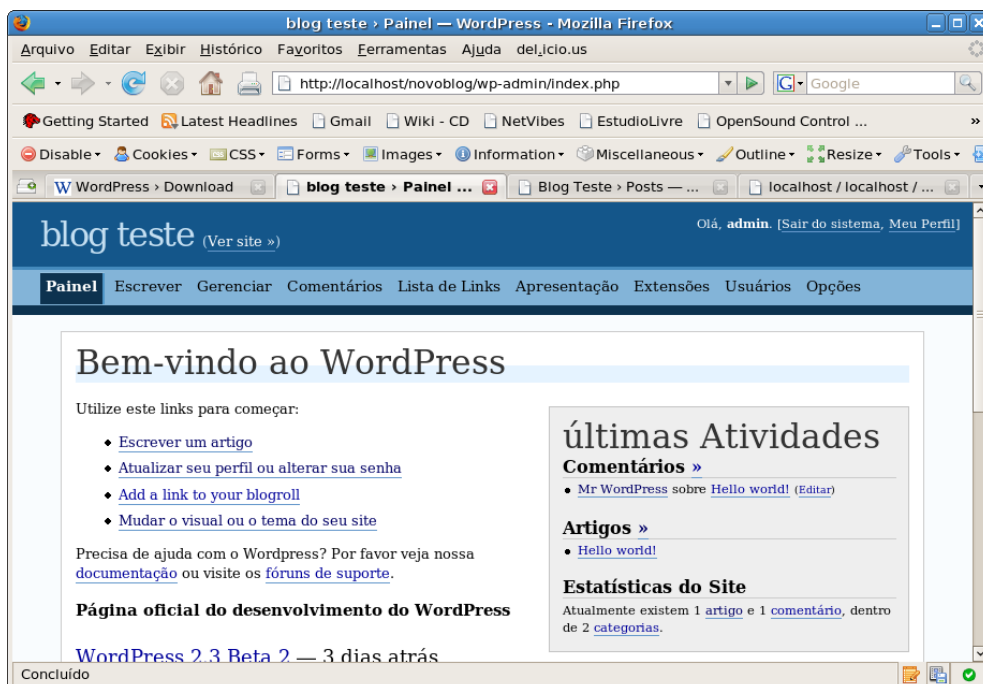 blog teste › Painel — WordPress - Mozilla Firefox
Arquivo Editar Exibir Histórico Favoritos Ferramentas Ajuda del.icio.us
http://localhost/novoblog/wp-admin/index.php
G Google
Getting Started Latest Headlines Gmail Wiki - CD NetVibes EstudioLivre OpenSound Control ... »
Disable Cookies CSS Forms Images Information Miscellaneous Outline Resize Tools
W WordPress › Download blog teste › Painel ... Blog Teste › Posts — ... localhost / localhost / ...
blog teste (Ver site »)
Olá, admin. [Sair do sistema, Meu Perfil]
Painel Escrever Gerenciar Comentários Lista de Links Apresentação Extensões Usuários Opções
Bem-vindo ao WordPress
Utilize este links para começar:
Escrever um artigo
Atualizar seu perfil ou alterar sua senha
Add a link to your blogroll
Mudar o visual ou o tema do seu site
Precisa de ajuda com o Wordpress? Por favor veja nossa
documentação ou visite os fóruns de suporte.
Página oficial do desenvolvimento do WordPress
WordPress 2.3 Beta 2 — 3 dias atrás
últimas Atividades
Comentários »
Mr WordPress sobre Hello world! (Editar)
Artigos »
Hello world!
Estatísticas do Site
Atualmente existem 1 artigo e 1 comentário, dentro
de 2 categorias.
Concluído